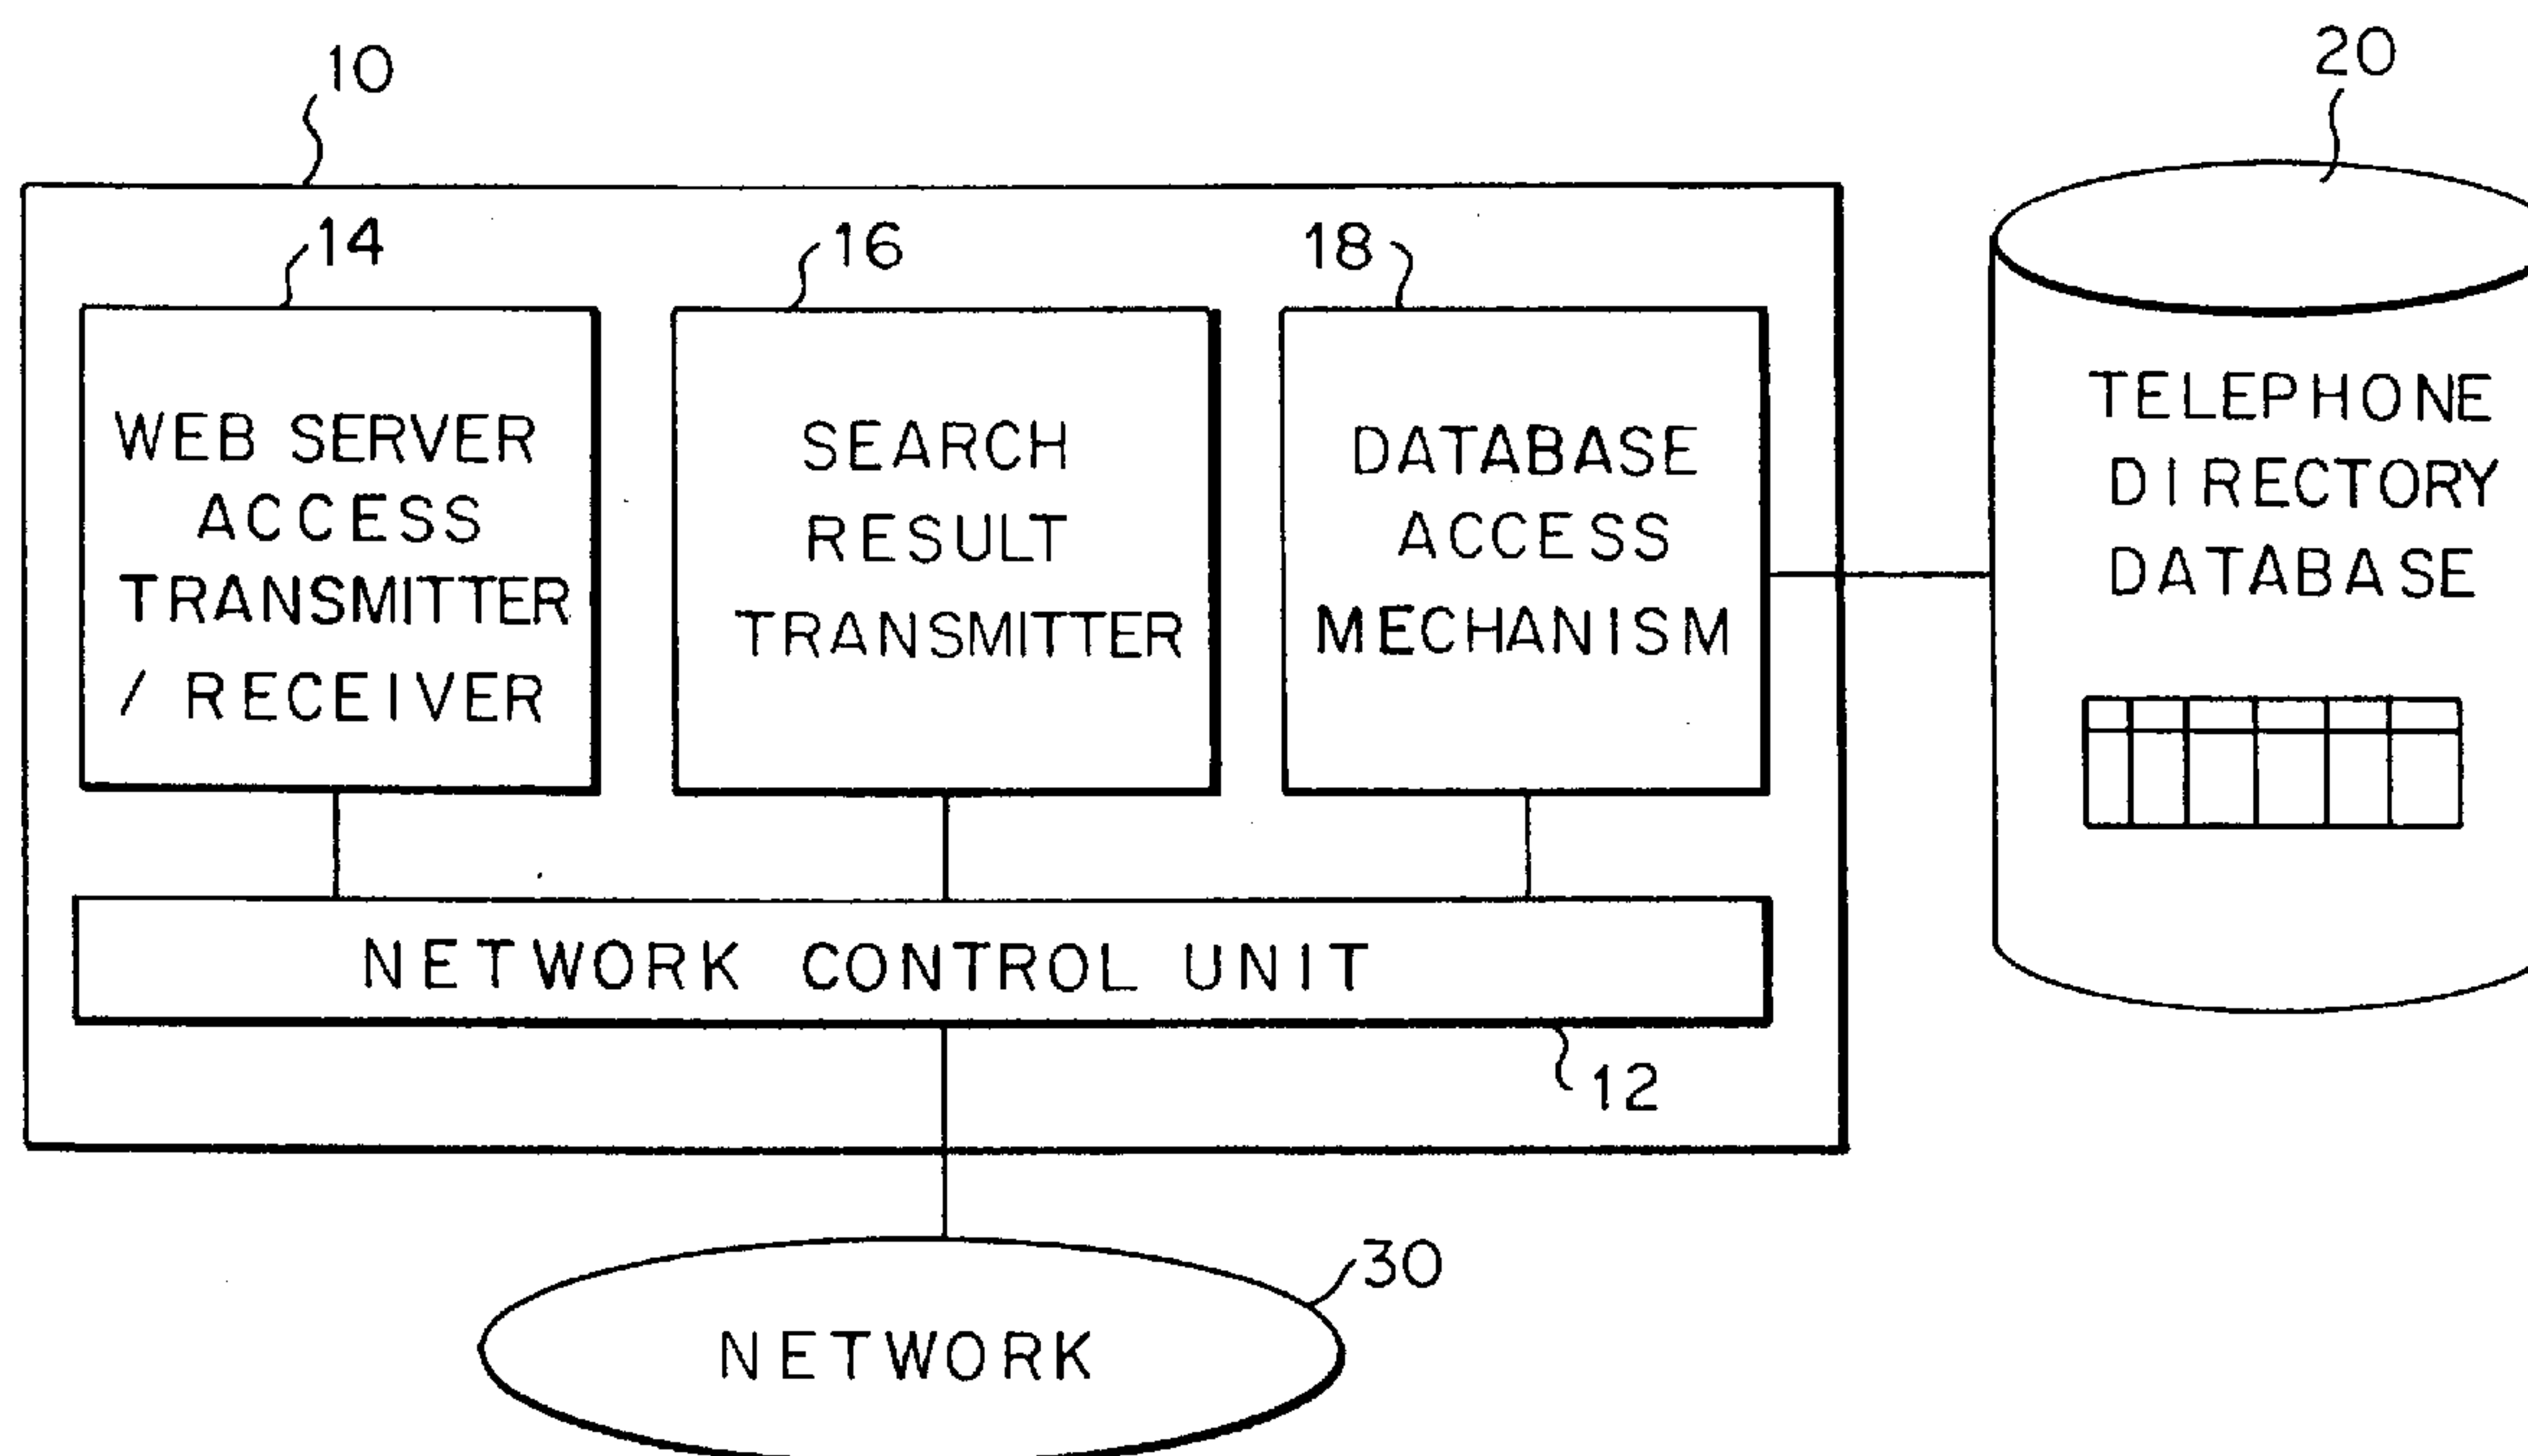 10
20
14
16
18
WEB SERVER
ACCESS
TRANSMITTER
/ RECEIVER
SEARCH
RESULT
TRANSMITTER
DATABASE
ACCESS
MECHANISM
TELEPHONE
DIRECTORY
DATABASE
NETWORK CONTROL UNIT
12
30
NETWORK